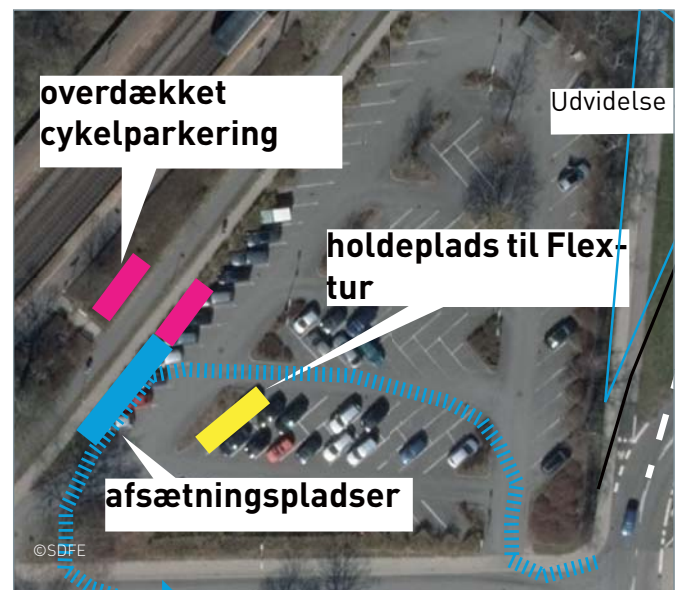 overdækket
cykelparkering
Udvidelse
holdeplads til Flex-
tur
afsætningspladser
©SDFE